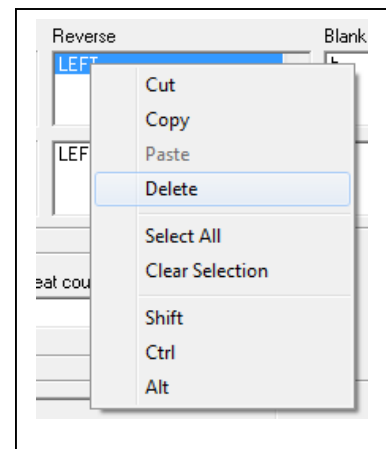 Reverse Blank
LEFT
Cut
Copy
LEF Paste
Delete
Select All
eat cou Clear Selection
Shift
Ctrl
Alt